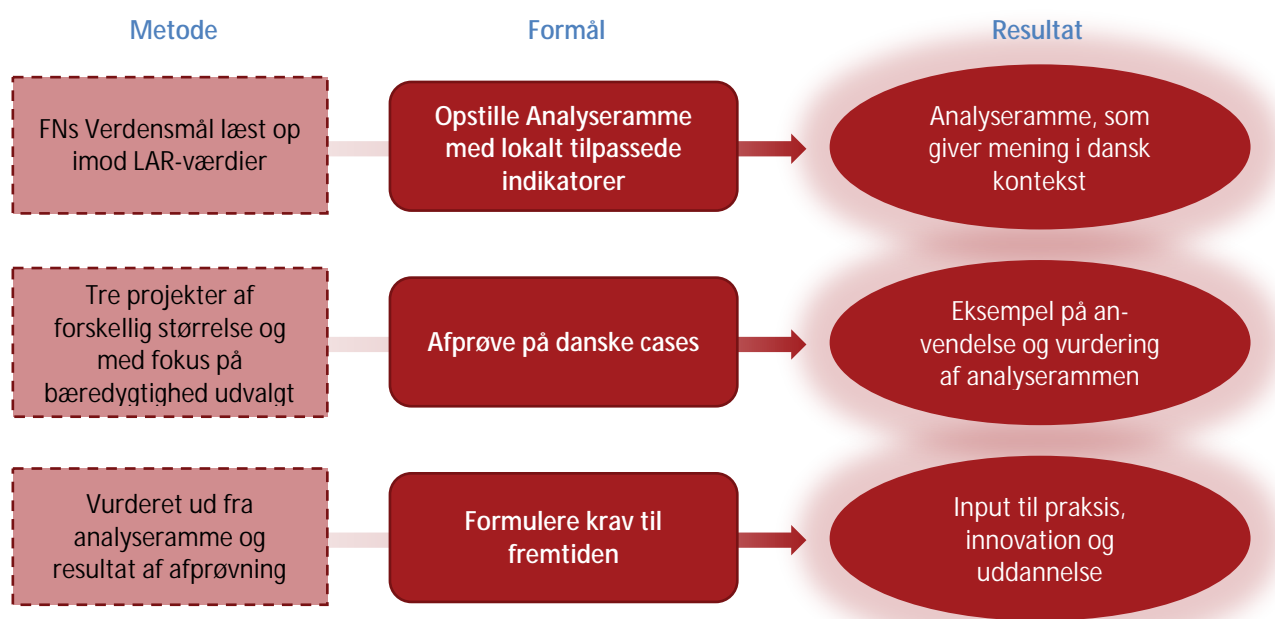 Metode
Formål
Resultat
FNs Verdensmål læst op
imod LAR-værdier
Opstille Analyseramme
med lokalt tilpassede
indikatorer
Analyseramme, som
giver mening i dansk
kontekst
Tre projekter af
forskellig størrelse og
med fokus på
bæredygtighed udvalgt
Afprøve på danske cases
Eksempel på an-
vendelse og vurdering
af analyserammen
Vurderet ud fra
analyseramme og
resultat af afprøvning
Formulere krav til
fremtiden
Input til praksis,
innovation og
uddannelse